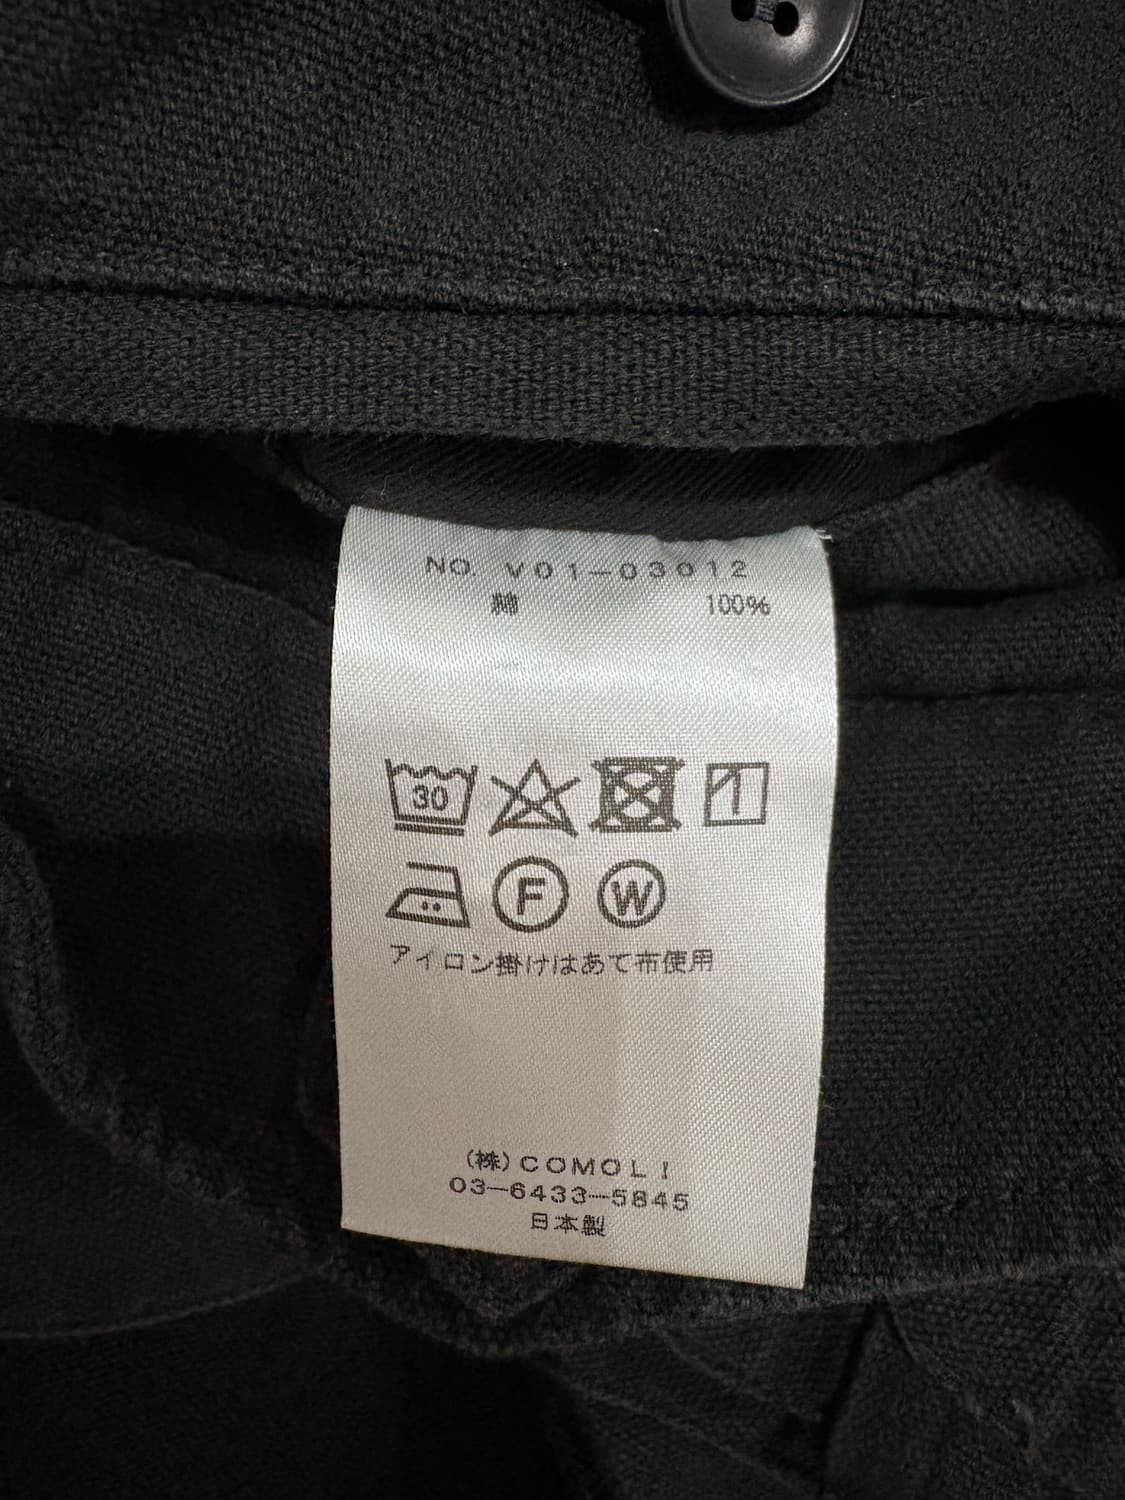 NO. V01-03012
綿 100%
30
F W
アイロン掛けはあて布使用
(株)COMOLI
03-6433-5845
日本製